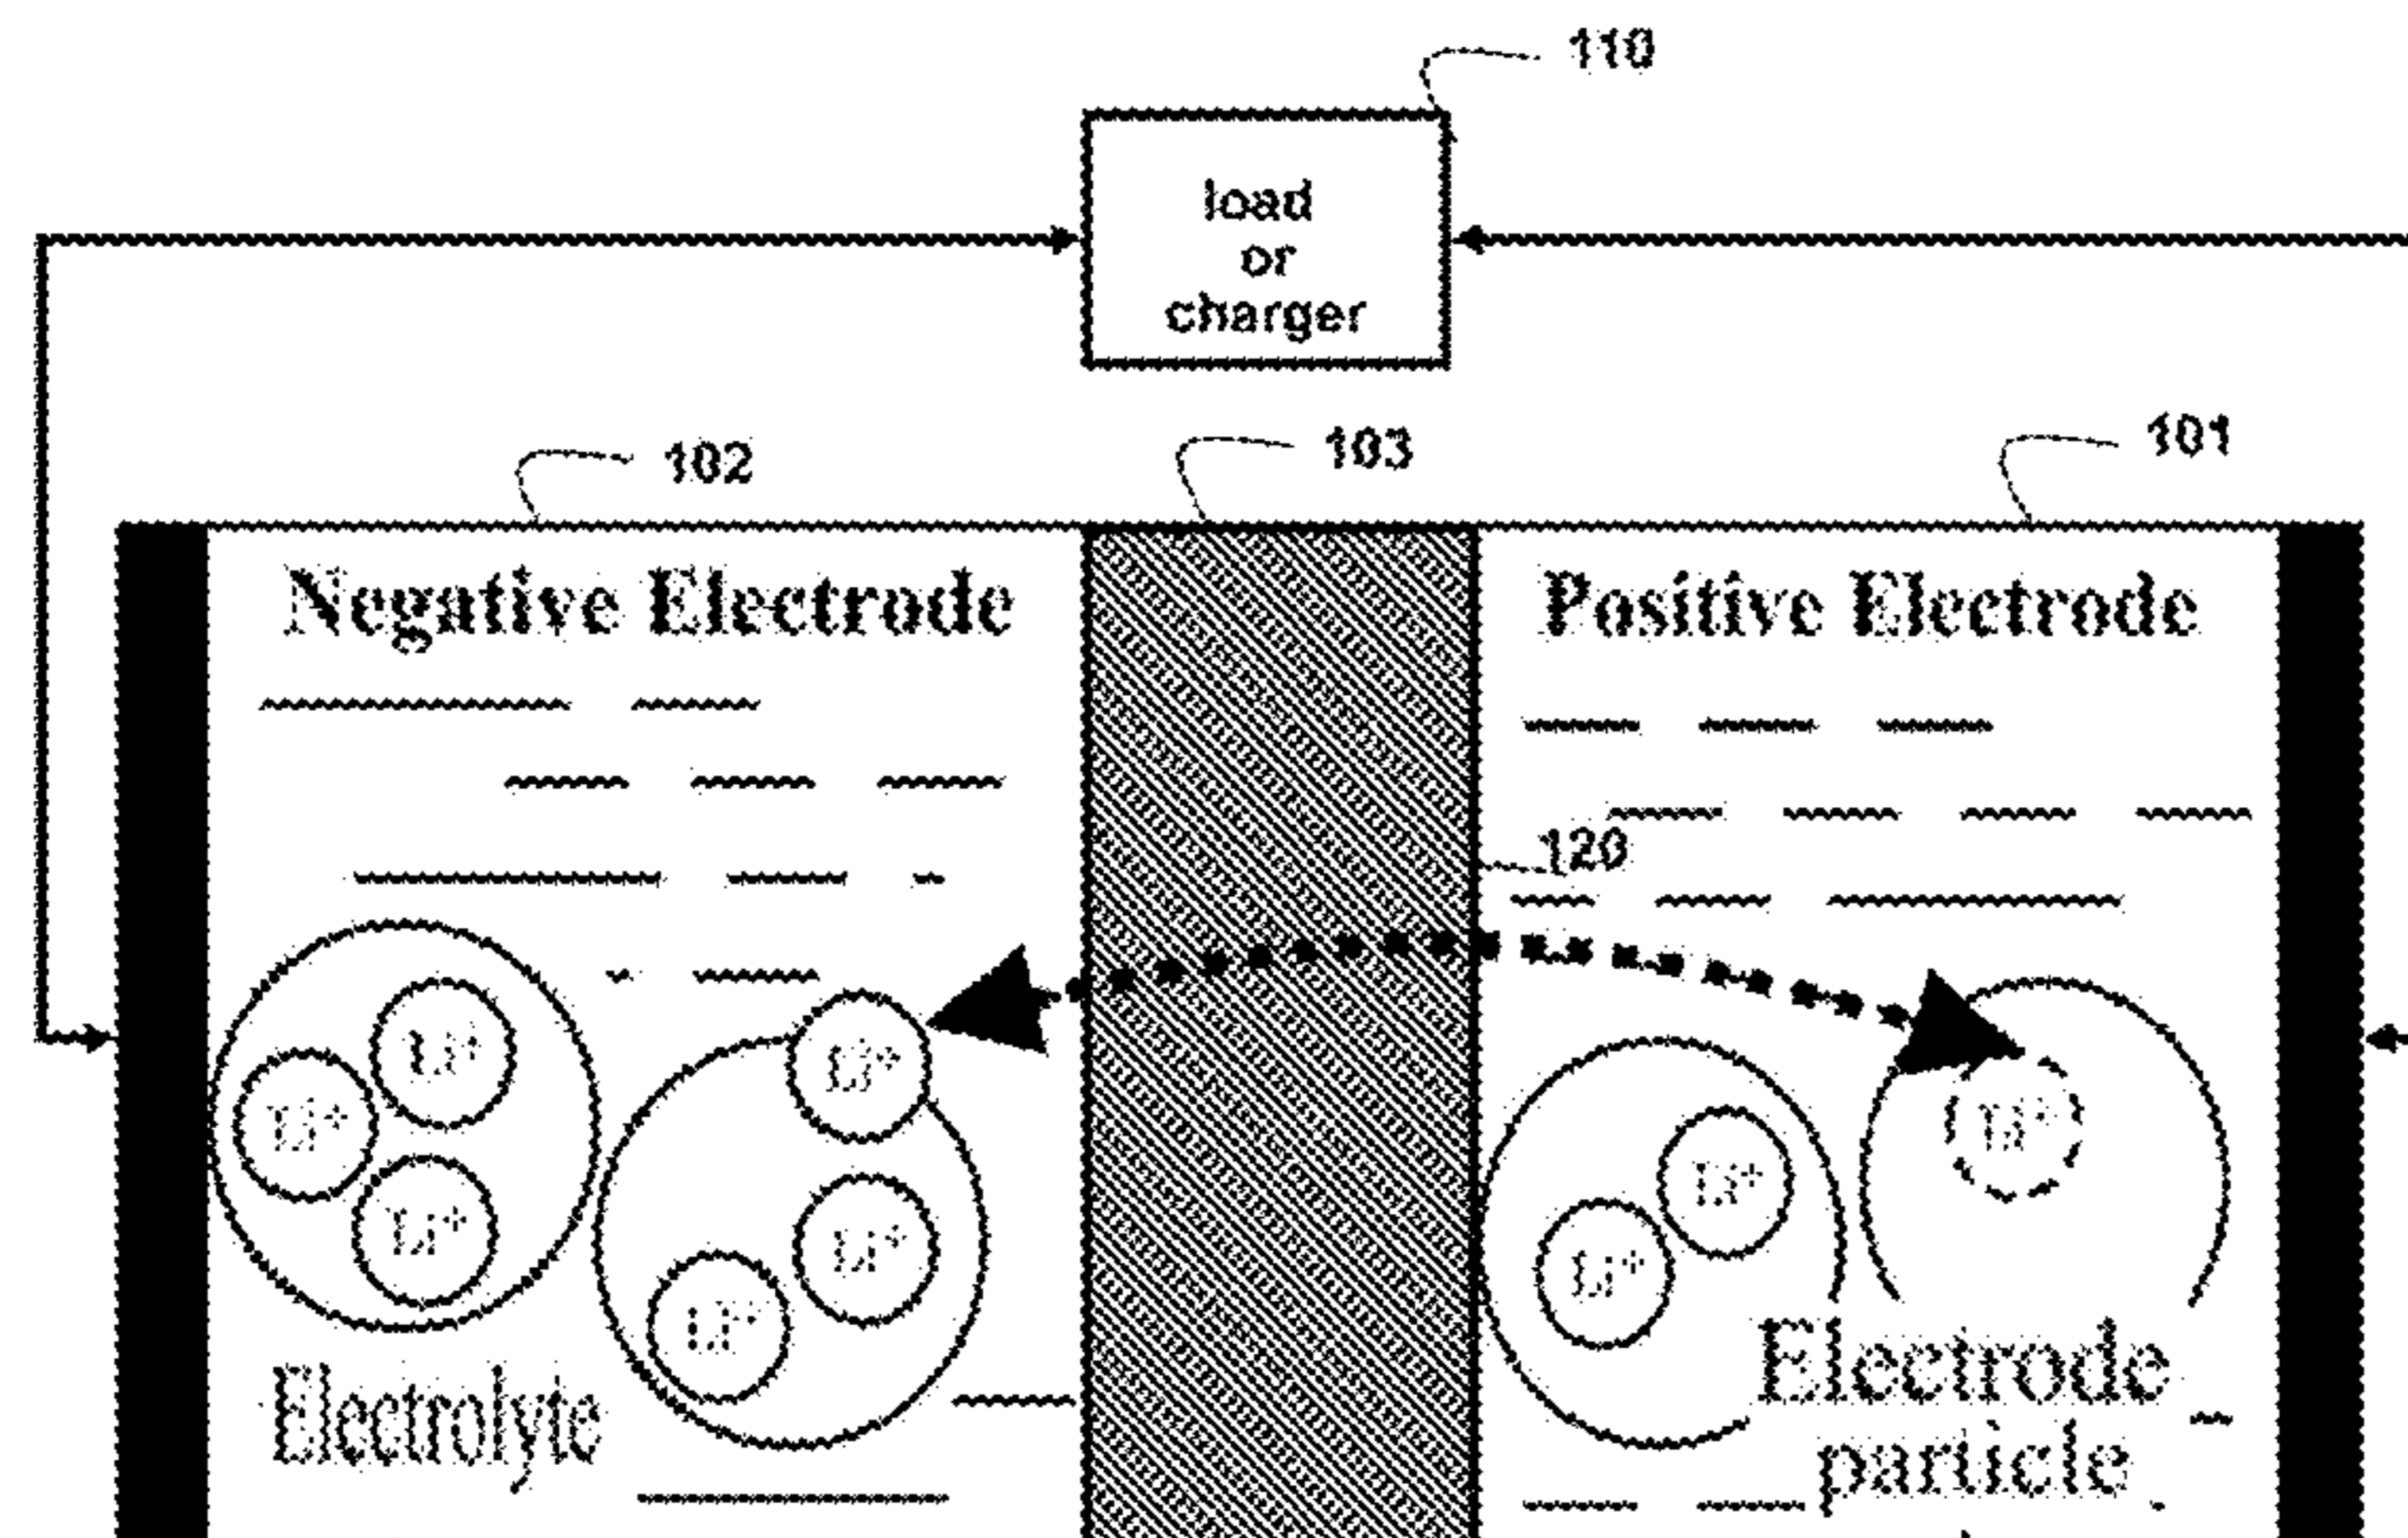 110
load
or
charger
102
103
101
Negative Electrode
Positive Electrode
120
Li⁺
Li⁺
Li⁺
Li⁺
Li⁺
Li⁺
Li⁺
Li⁺
Li⁺
Electrolyte
Electrode
particle